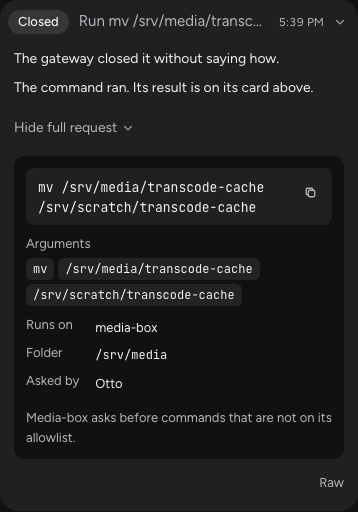 Closed Run mv /srv/media/transc... 5:39 PM
The gateway closed it without saying how.
The command ran. Its result is on its card above.
Hide full request
mv /srv/media/transcode-cache
/srv/scratch/transcode-cache
Arguments
mv /srv/media/transcode-cache
/srv/scratch/transcode-cache
Runs on media-box
Folder /srv/media
Asked by Otto
Media-box asks before commands that are not on its
allowlist.
Raw